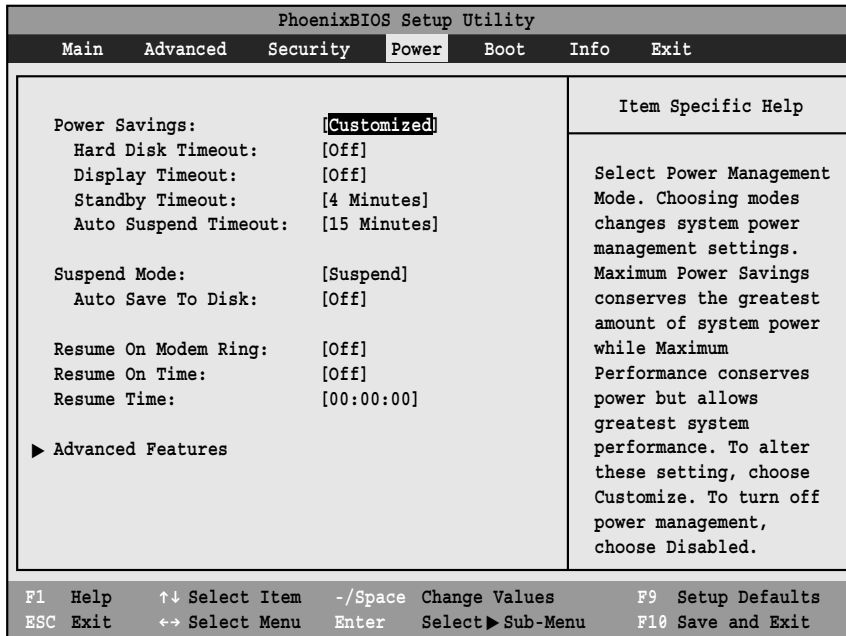 PhoenixBIOS Setup Utility
Main Advanced Security Power Boot Info Exit
Power Savings: [Customized]
Hard Disk Timeout: [Off]
Display Timeout: [Off]
Standby Timeout: [4 Minutes]
Auto Suspend Timeout: [15 Minutes]
Suspend Mode: [Suspend]
Auto Save To Disk: [Off]
Resume On Modem Ring: [Off]
Resume On Time: [Off]
Resume Time: [00:00:00]
▶ Advanced Features
Item Specific Help
Select Power Management
Mode. Choosing modes
changes system power
management settings.
Maximum Power Savings
conserves the greatest
amount of system power
while Maximum
Performance conserves
power but allows
greatest system
performance. To alter
these setting, choose
Customize. To turn off
power management,
choose Disabled.
F1 Help ↑↓ Select Item -/Space Change Values F9 Setup Defaults
ESC Exit ←→ Select Menu Enter Select ▶ Sub-Menu F10 Save and Exit